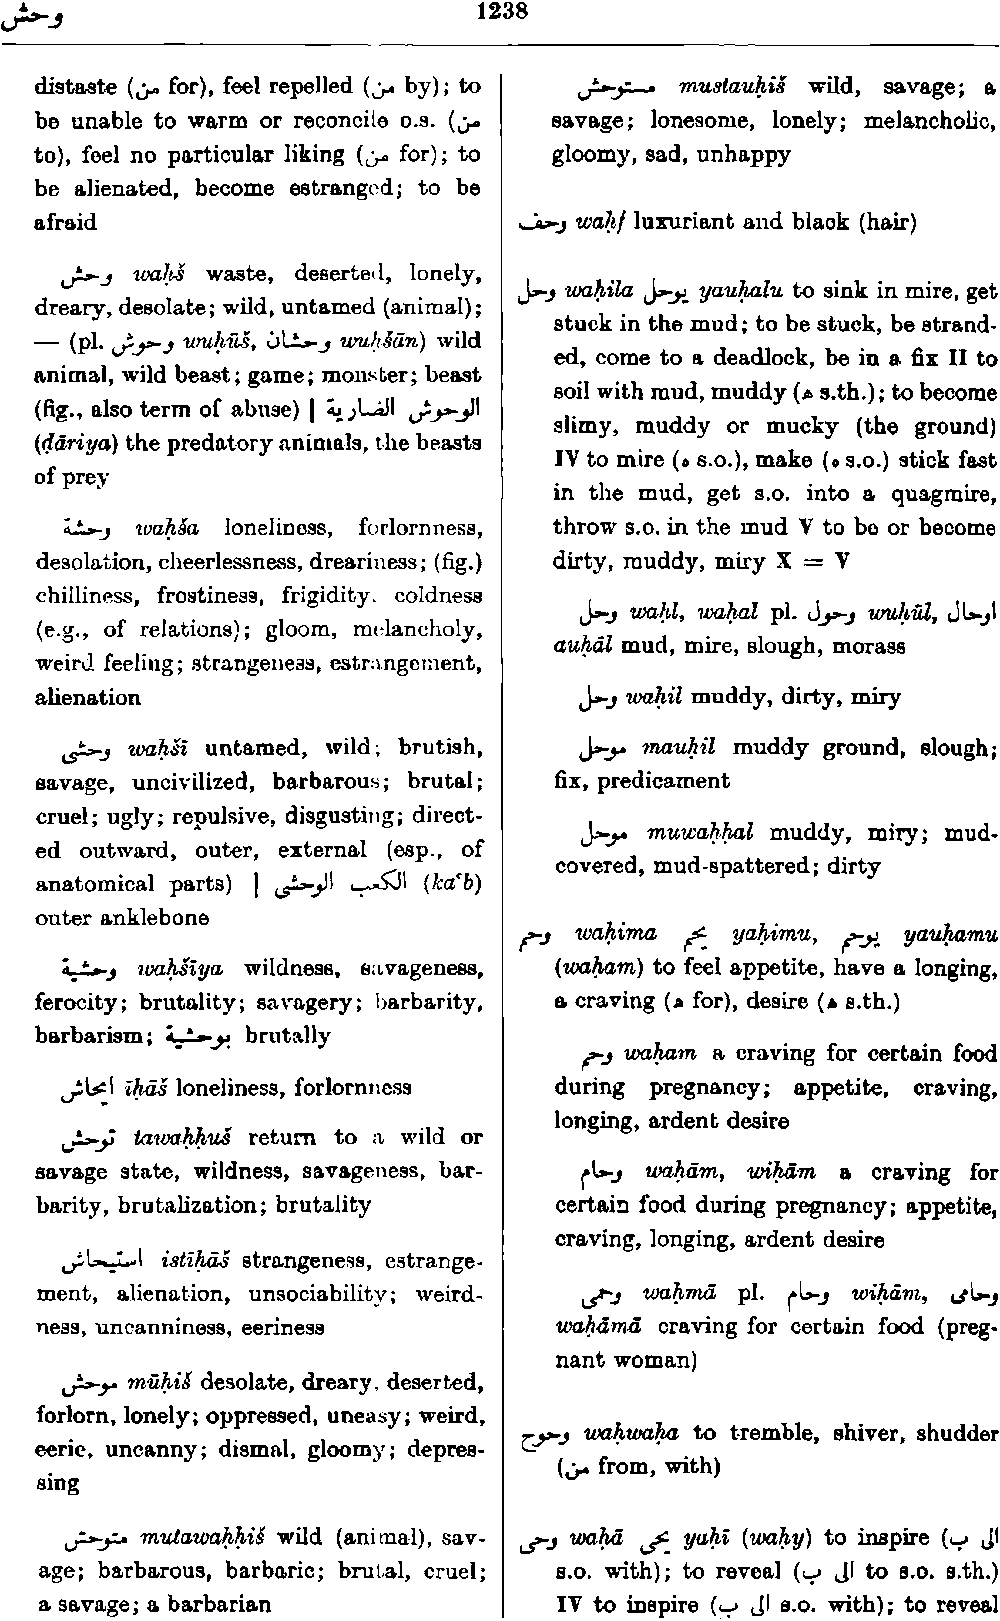 وحش
1238
distaste (من for), feel repelled (من by); to
be unable to warm or reconcile o.s. (من
to), feel no particular liking (من for); to
be alienated, become estranged; to be
afraid
وحش waḥš waste, deserted, lonely,
dreary, desolate; wild, untamed (animal);
— (pl. وحوش wuḥūš, وحشان wuḥšān) wild
animal, wild beast; game; monster; beast
(fig., also term of abuse) | الوحوش الضارية
(ḍāriya) the predatory animals, the beasts
of prey
وحشة waḥša loneliness, forlornness,
desolation, cheerlessness, dreariness; (fig.)
chilliness, frostiness, frigidity, coldness
(e.g., of relations); gloom, melancholy,
weird feeling; strangeness, estrangement,
alienation
وحشى waḥšī untamed, wild; brutish,
savage, uncivilized, barbarous; brutal;
cruel; ugly; repulsive, disgusting; direct-
ed outward, outer, external (esp., of
anatomical parts) | الكعب الوحشى (kaʿb)
outer anklebone
وحشية waḥšīya wildness, savageness,
ferocity; brutality; savagery; barbarity,
barbarism; بوحشية brutally
ايحاش īḥāš loneliness, forlornness
توحش tawaḥḥuš return to a wild or
savage state, wildness, savageness, bar-
barity, brutalization; brutality
استيحاش istīḥāš strangeness, estrange-
ment, alienation, unsociability; weird-
ness, uncanniness, eeriness
موحش mūḥiš desolate, dreary, deserted,
forlorn, lonely; oppressed, uneasy; weird,
eerie, uncanny; dismal, gloomy; depres-
sing
متوحش mutawaḥḥiš wild (animal), sav-
age; barbarous, barbaric; brutal, cruel;
a savage; a barbarian
مستوحش mustauḥiš wild, savage; a
savage; lonesome, lonely; melancholic,
gloomy, sad, unhappy
وحف waḥf luxuriant and black (hair)
وحل waḥila يوحل yauḥalu to sink in mire, get
stuck in the mud; to be stuck, be strand-
ed, come to a deadlock, be in a fix II to
soil with mud, muddy (ه s.th.); to become
slimy, muddy or mucky (the ground)
IV to mire (ه s.o.), make (ه s.o.) stick fast
in the mud, get s.o. into a quagmire,
throw s.o. in the mud V to be or become
dirty, muddy, miry X = V
وحل waḥl, waḥal pl. وحول wuḥūl, اوحال
auḥāl mud, mire, slough, morass
وحل waḥil muddy, dirty, miry
موحل mauḥil muddy ground, slough;
fix, predicament
موحل muwaḥḥal muddy, miry; mud-
covered, mud-spattered; dirty
وحم waḥima يحم yaḥimu, يوحم yauḥamu
(waḥam) to feel appetite, have a longing,
a craving (ه for), desire (ه s.th.)
وحم waḥam a craving for certain food
during pregnancy; appetite, craving,
longing, ardent desire
وحام waḥām, wiḥām a craving for
certain food during pregnancy; appetite,
craving, longing, ardent desire
وحمى waḥmā pl. وحام wiḥām, وحامى
waḥāmā craving for certain food (preg-
nant woman)
وحوح waḥwaḥa to tremble, shiver, shudder
(من from, with)
وحى waḥā يحى yaḥī (waḥy) to inspire (الى ب
s.o. with); to reveal (ب الى to s.o. s.th.)
IV to inspire (الى ب s.o. with); to reveal